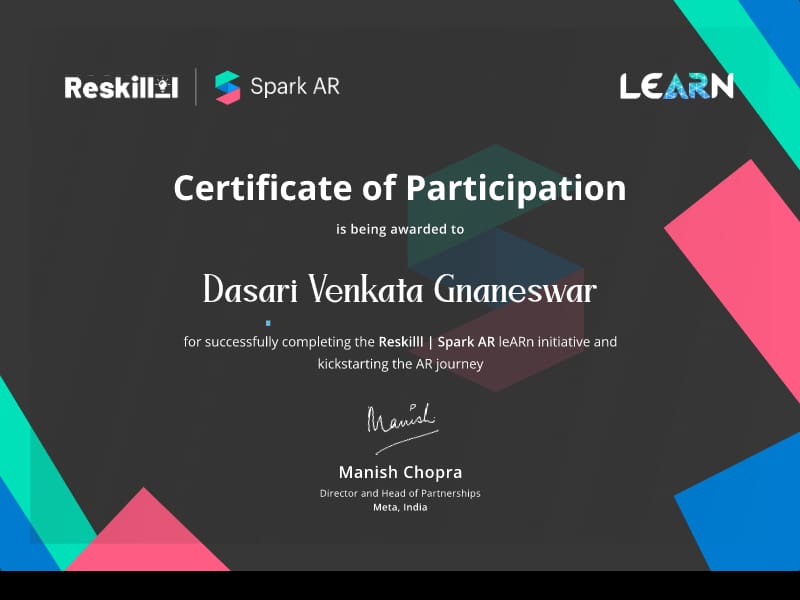 Reskilll | Spark AR
LEARN
Certificate of Participation
is being awarded to
Dasari Venkata Gnaneswar
for successfully completing the Reskilll | Spark AR leARn initiative and
kickstarting the AR journey
Manish
Manish Chopra
Director and Head of Partnerships
Meta, India